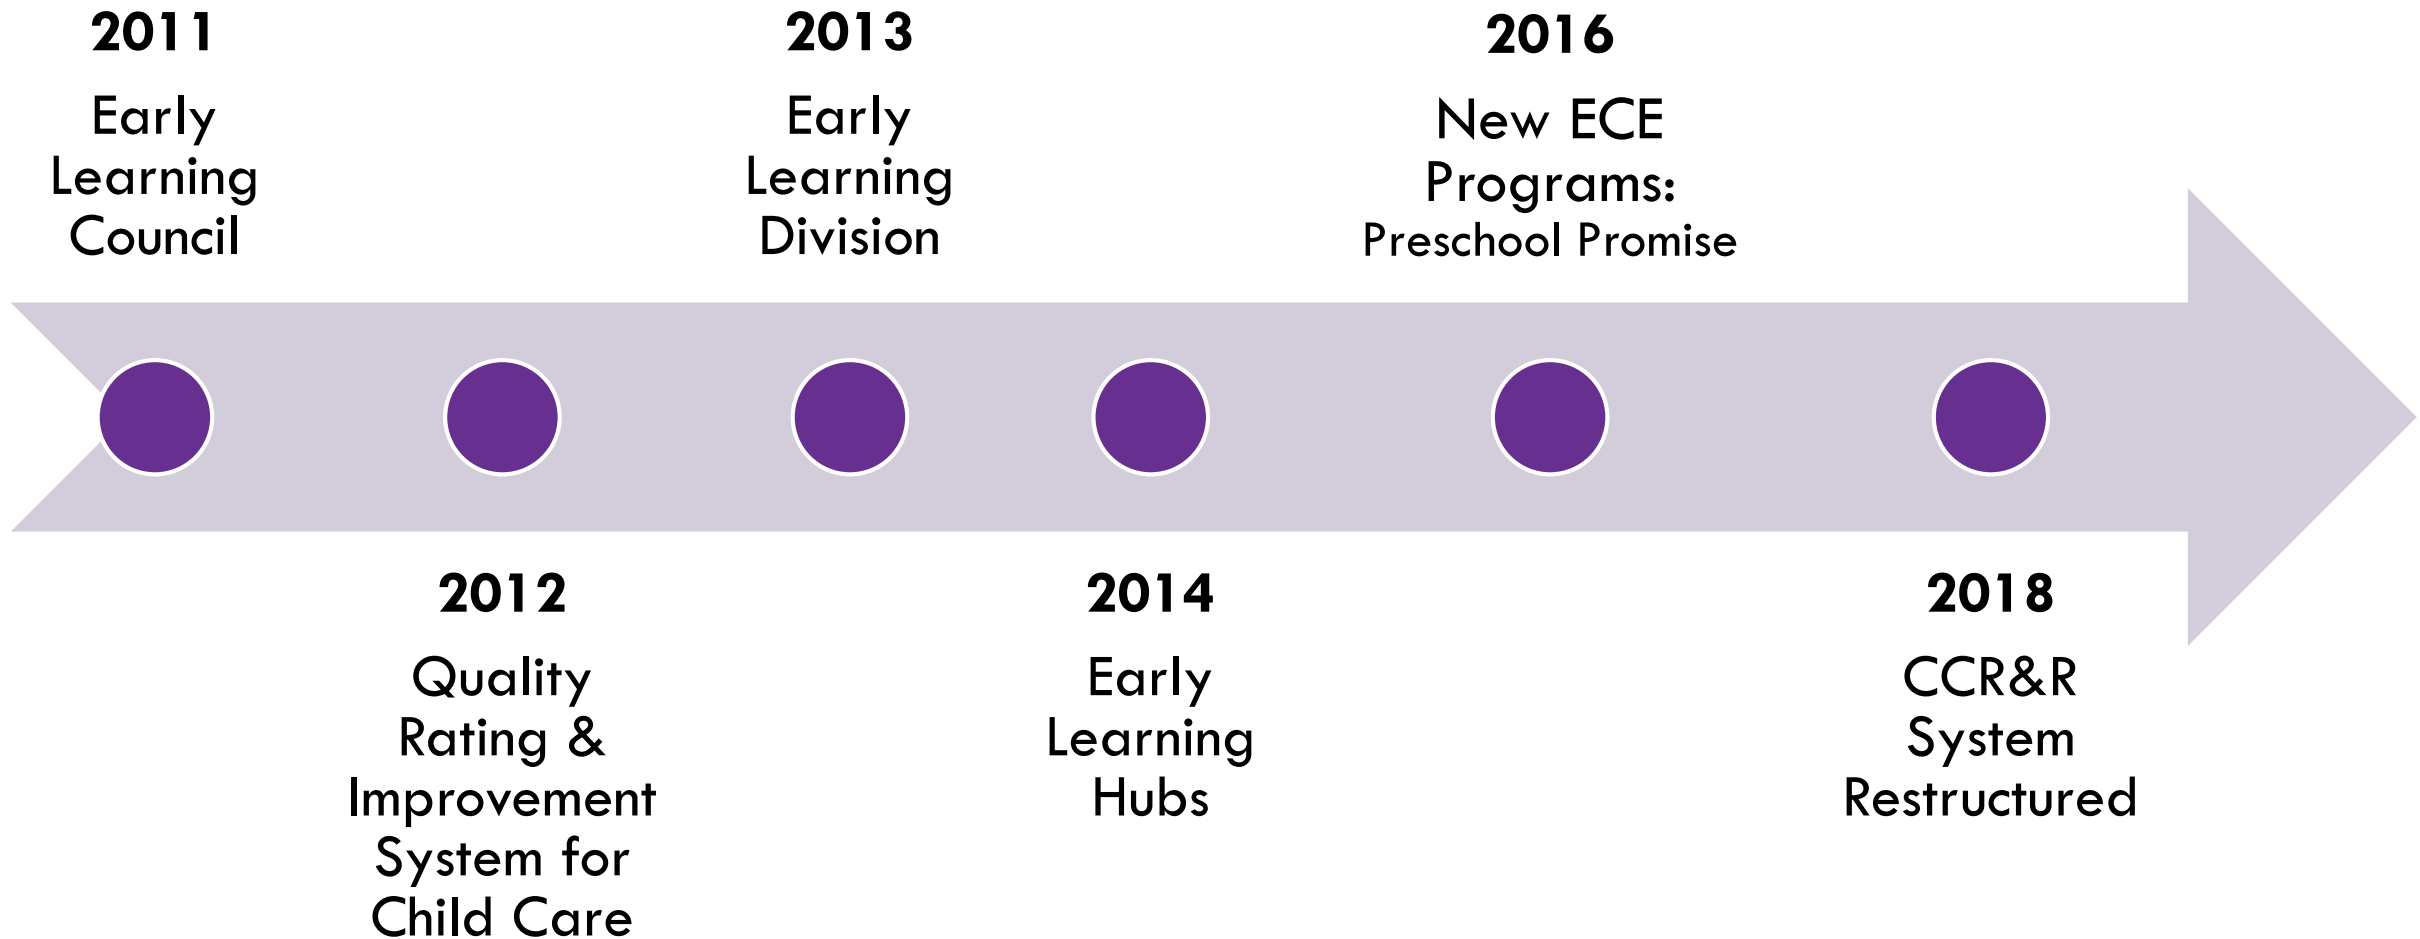 2011
Early
Learning
Council
2012
Quality
Rating &
Improvement
System for
Child Care
2013
Early
Learning
Division
2014
Early
Learning
Hubs
2016
New ECE
Programs:
Preschool Promise
2018
CCR&R
System
Restructured